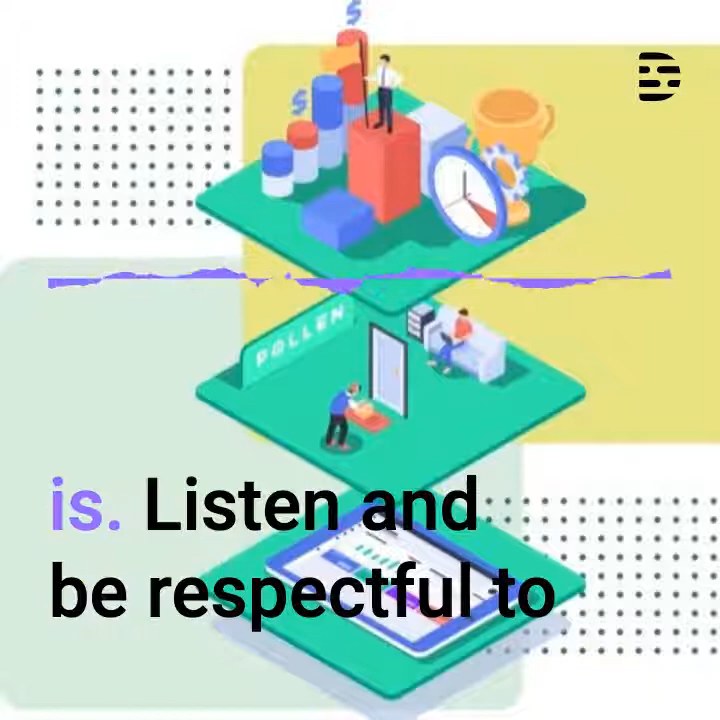 $
$
POLLEN
is. Listen and
be respectful to